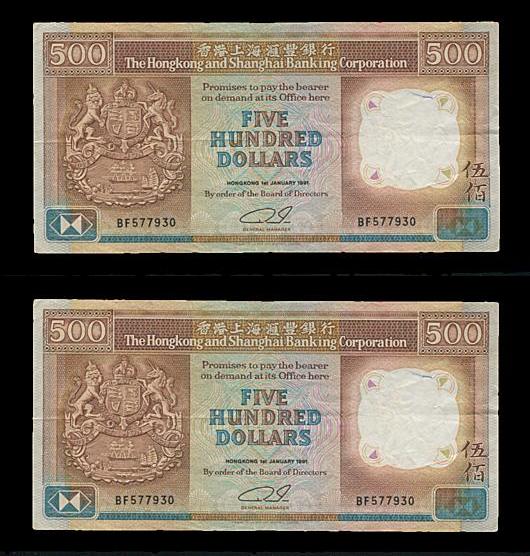 500 香港上海滙豐銀行 500
The Hongkong and Shanghai Banking Corporation
Promises to pay the bearer
on demand at its Office here
FIVE
HUNDRED
DOLLARS
HONGKONG 1st JANUARY 1991
By order of the Board of Directors
伍
佰
BF577930 BF577930
GENERAL MANAGER
500 香港上海滙豐銀行 500
The Hongkong and Shanghai Banking Corporation
Promises to pay the bearer
on demand at its Office here
FIVE
HUNDRED
DOLLARS
HONGKONG 1st JANUARY 1991
By order of the Board of Directors
伍
佰
BF577930 BF577930
GENERAL MANAGER